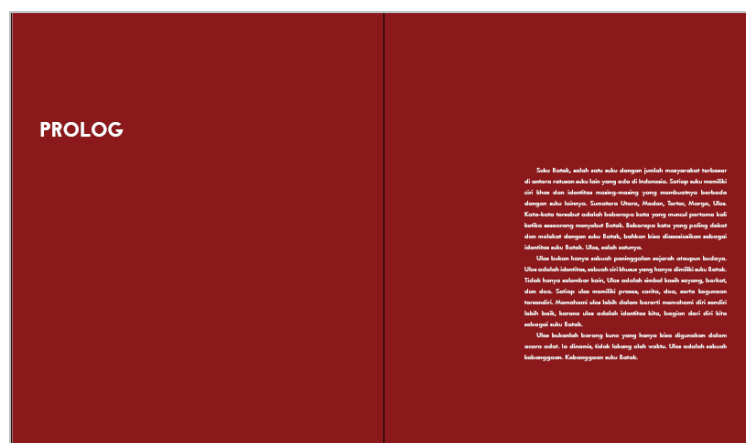 PROLOG
Suku Batak, salah satu suku dengan jumlah masyarakat terbesar
di antara ratusan suku lain yang ada di Indonesia. Setiap suku memiliki
ciri khas dan identitas masing-masing yang membuatnya berbeda
dengan suku lainnya. Sumatera Utara, Medan, Tortor, Marga, Ulos.
Kata-kata tersebut adalah beberapa kata yang muncul pertama kali
ketika seseorang menyebut Batak. Beberapa kata yang paling dekat
dan melekat dengan suku Batak, bahkan bisa diasosiasikan sebagai
identitas suku Batak. Ulos, salah satunya.
Ulos bukan hanya sebuah peninggalan sejarah ataupun budaya.
Ulos adalah identitas, sebuah ciri khusus yang hanya dimiliki suku Batak.
Tidak hanya selembar kain, Ulos adalah simbol kasih sayang, berkat,
dan doa. Setiap ulos memiliki proses, cerita, doa, serta kegunaan
tersendiri. Memahami ulos lebih dalam berarti memahami diri sendiri
lebih baik, karena ulos adalah identitas kita, bagian dari diri kita
sebagai suku Batak.
Ulos bukanlah barang kuno yang hanya bisa digunakan dalam
acara adat. Ia dinamis, tidak lekang oleh waktu. Ulos adalah sebuah
kebanggaan. Kebanggaan suku Batak.